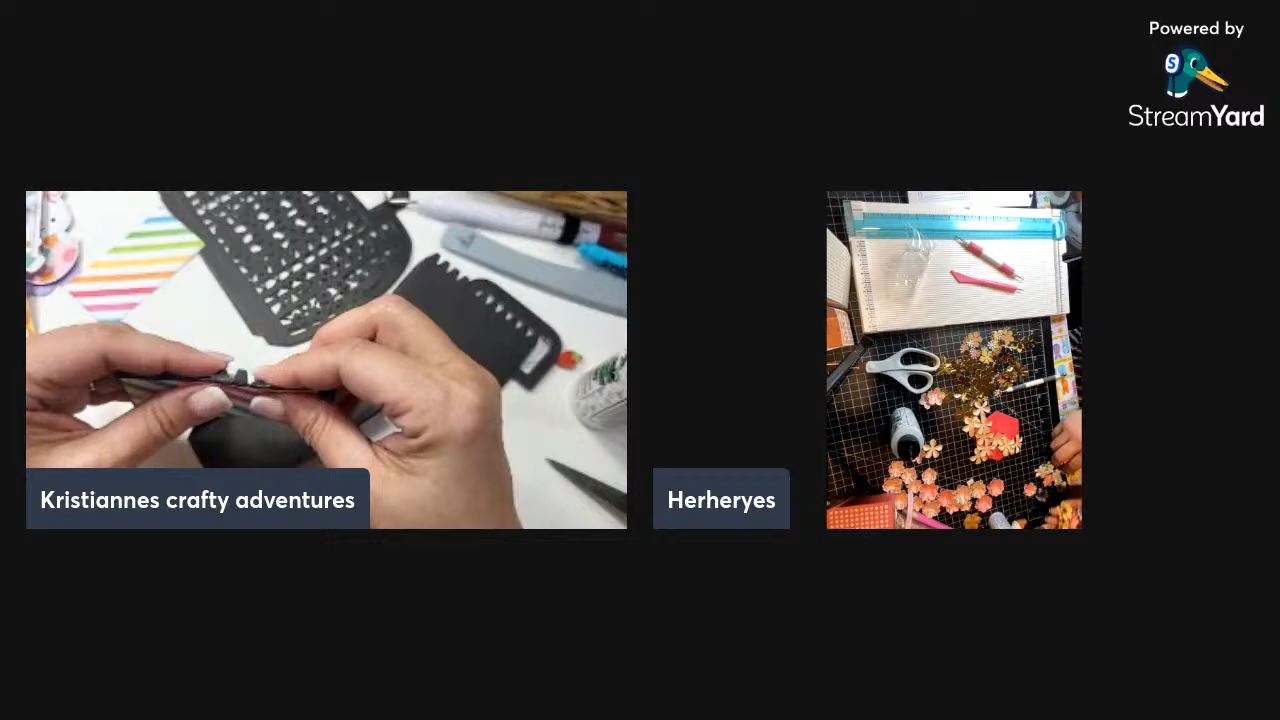 Powered by
S
StreamYard
Kristiannes crafty adventures
Herheryes